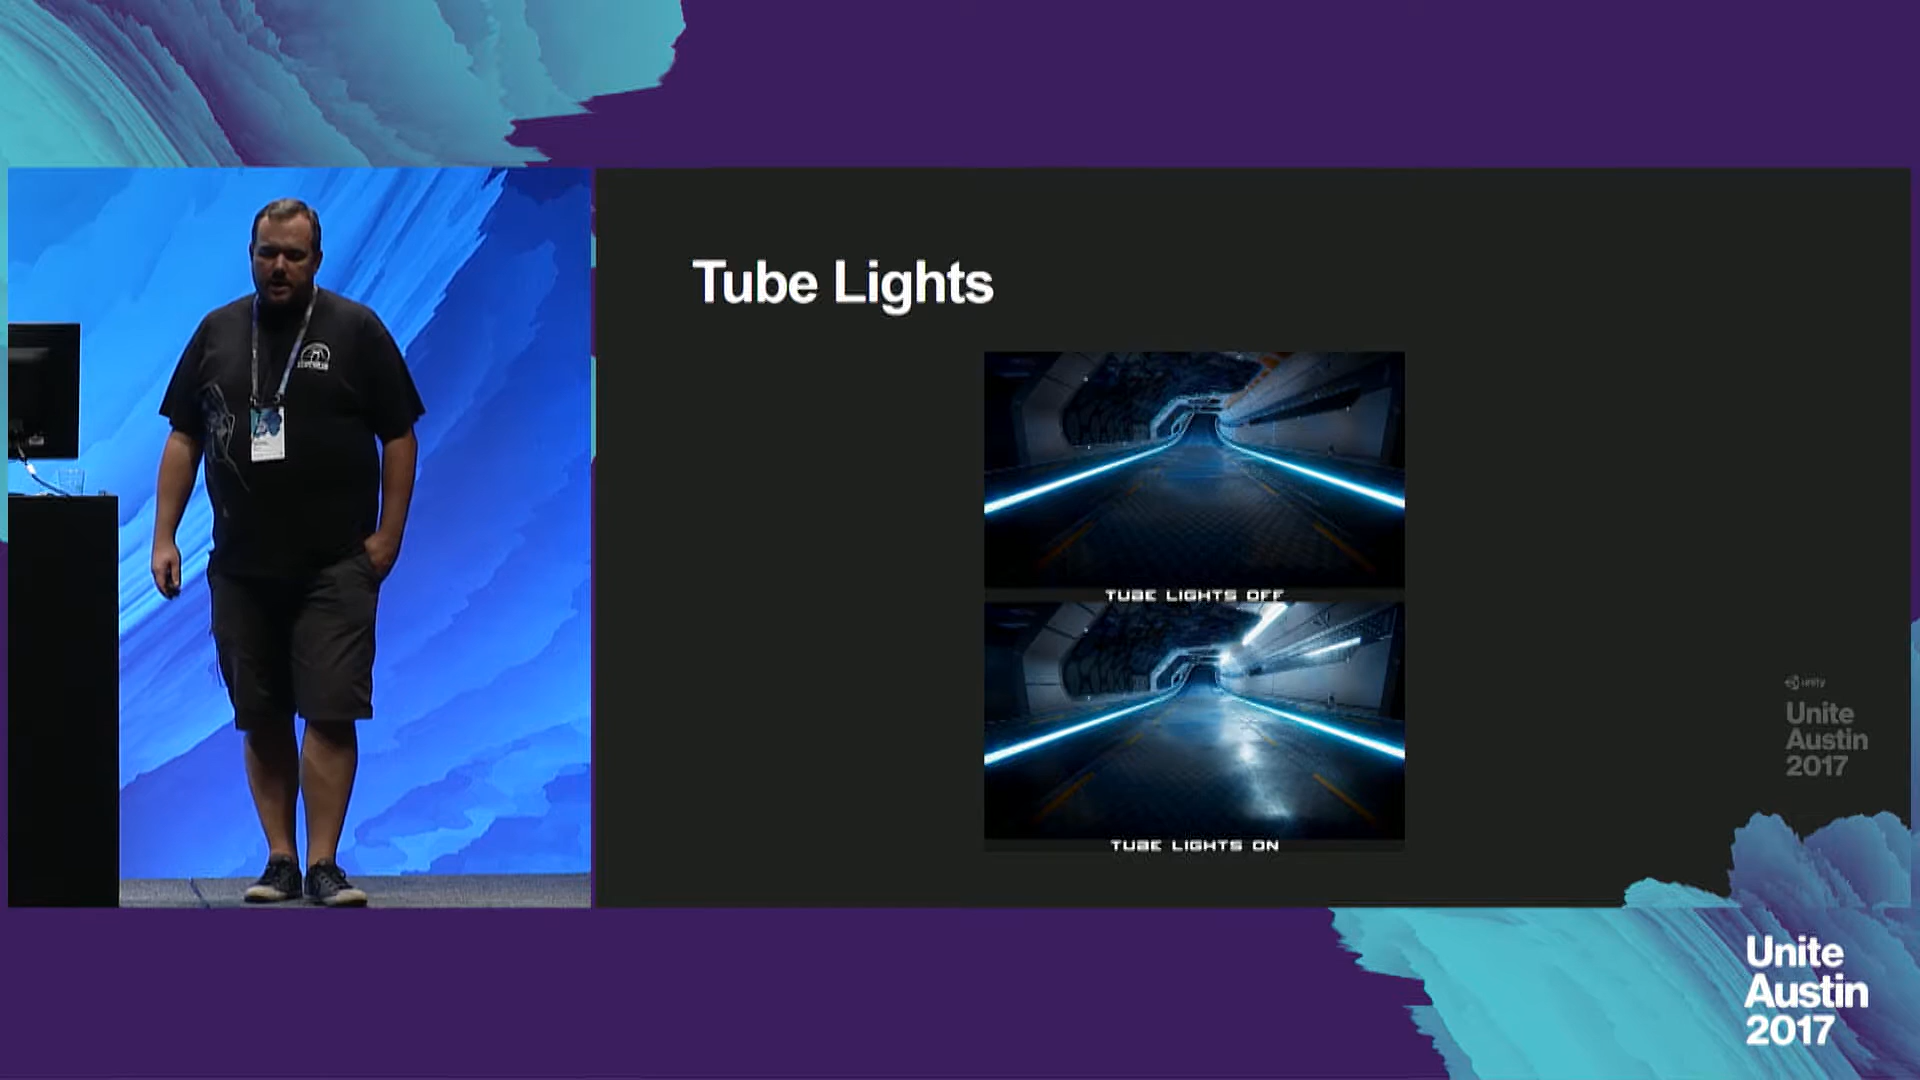 Tube Lights
TUBE LIGHTS OFF
TUBE LIGHTS ON
unity
Unite
Austin
2017
Unite
Austin
2017